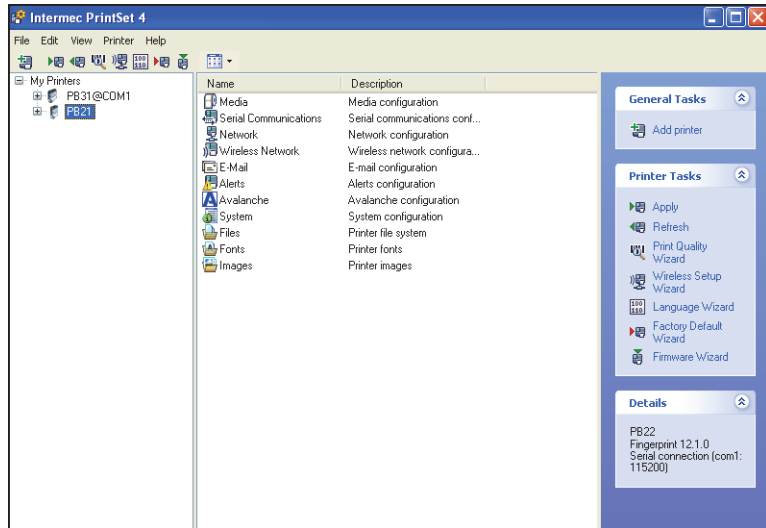 Intermec PrintSet 4
File Edit View Printer Help
My Printers
PB31@COM1
PB21
Name Description
Media Media configuration
Serial Communications Serial communications conf...
Network Network configuration
Wireless Network Wireless network configura...
E-Mail E-mail configuration
Alerts Alerts configuration
Avalanche Avalanche configuration
System System configuration
Files Printer file system
Fonts Printer fonts
Images Printer images
General Tasks
Add printer
Printer Tasks
Apply
Refresh
Print Quality
Wizard
Wireless Setup
Wizard
Language Wizard
Factory Default
Wizard
Firmware Wizard
Details
PB22
Fingerprint 12.1.0
Serial connection (com1:
115200)